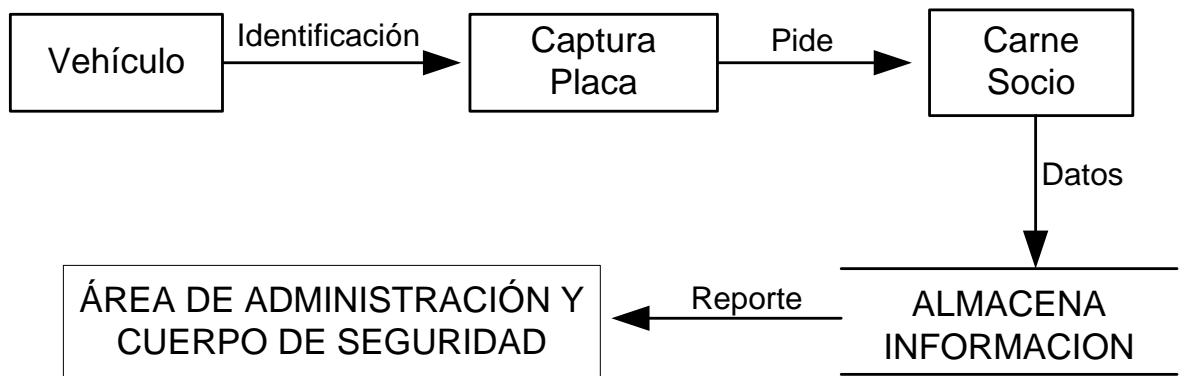 Vehículo
Identificación
Captura
Placa
Pide
Carne
Socio
Datos
ALMACENA
INFORMACION
Reporte
ÁREA DE ADMINISTRACIÓN Y
CUERPO DE SEGURIDAD